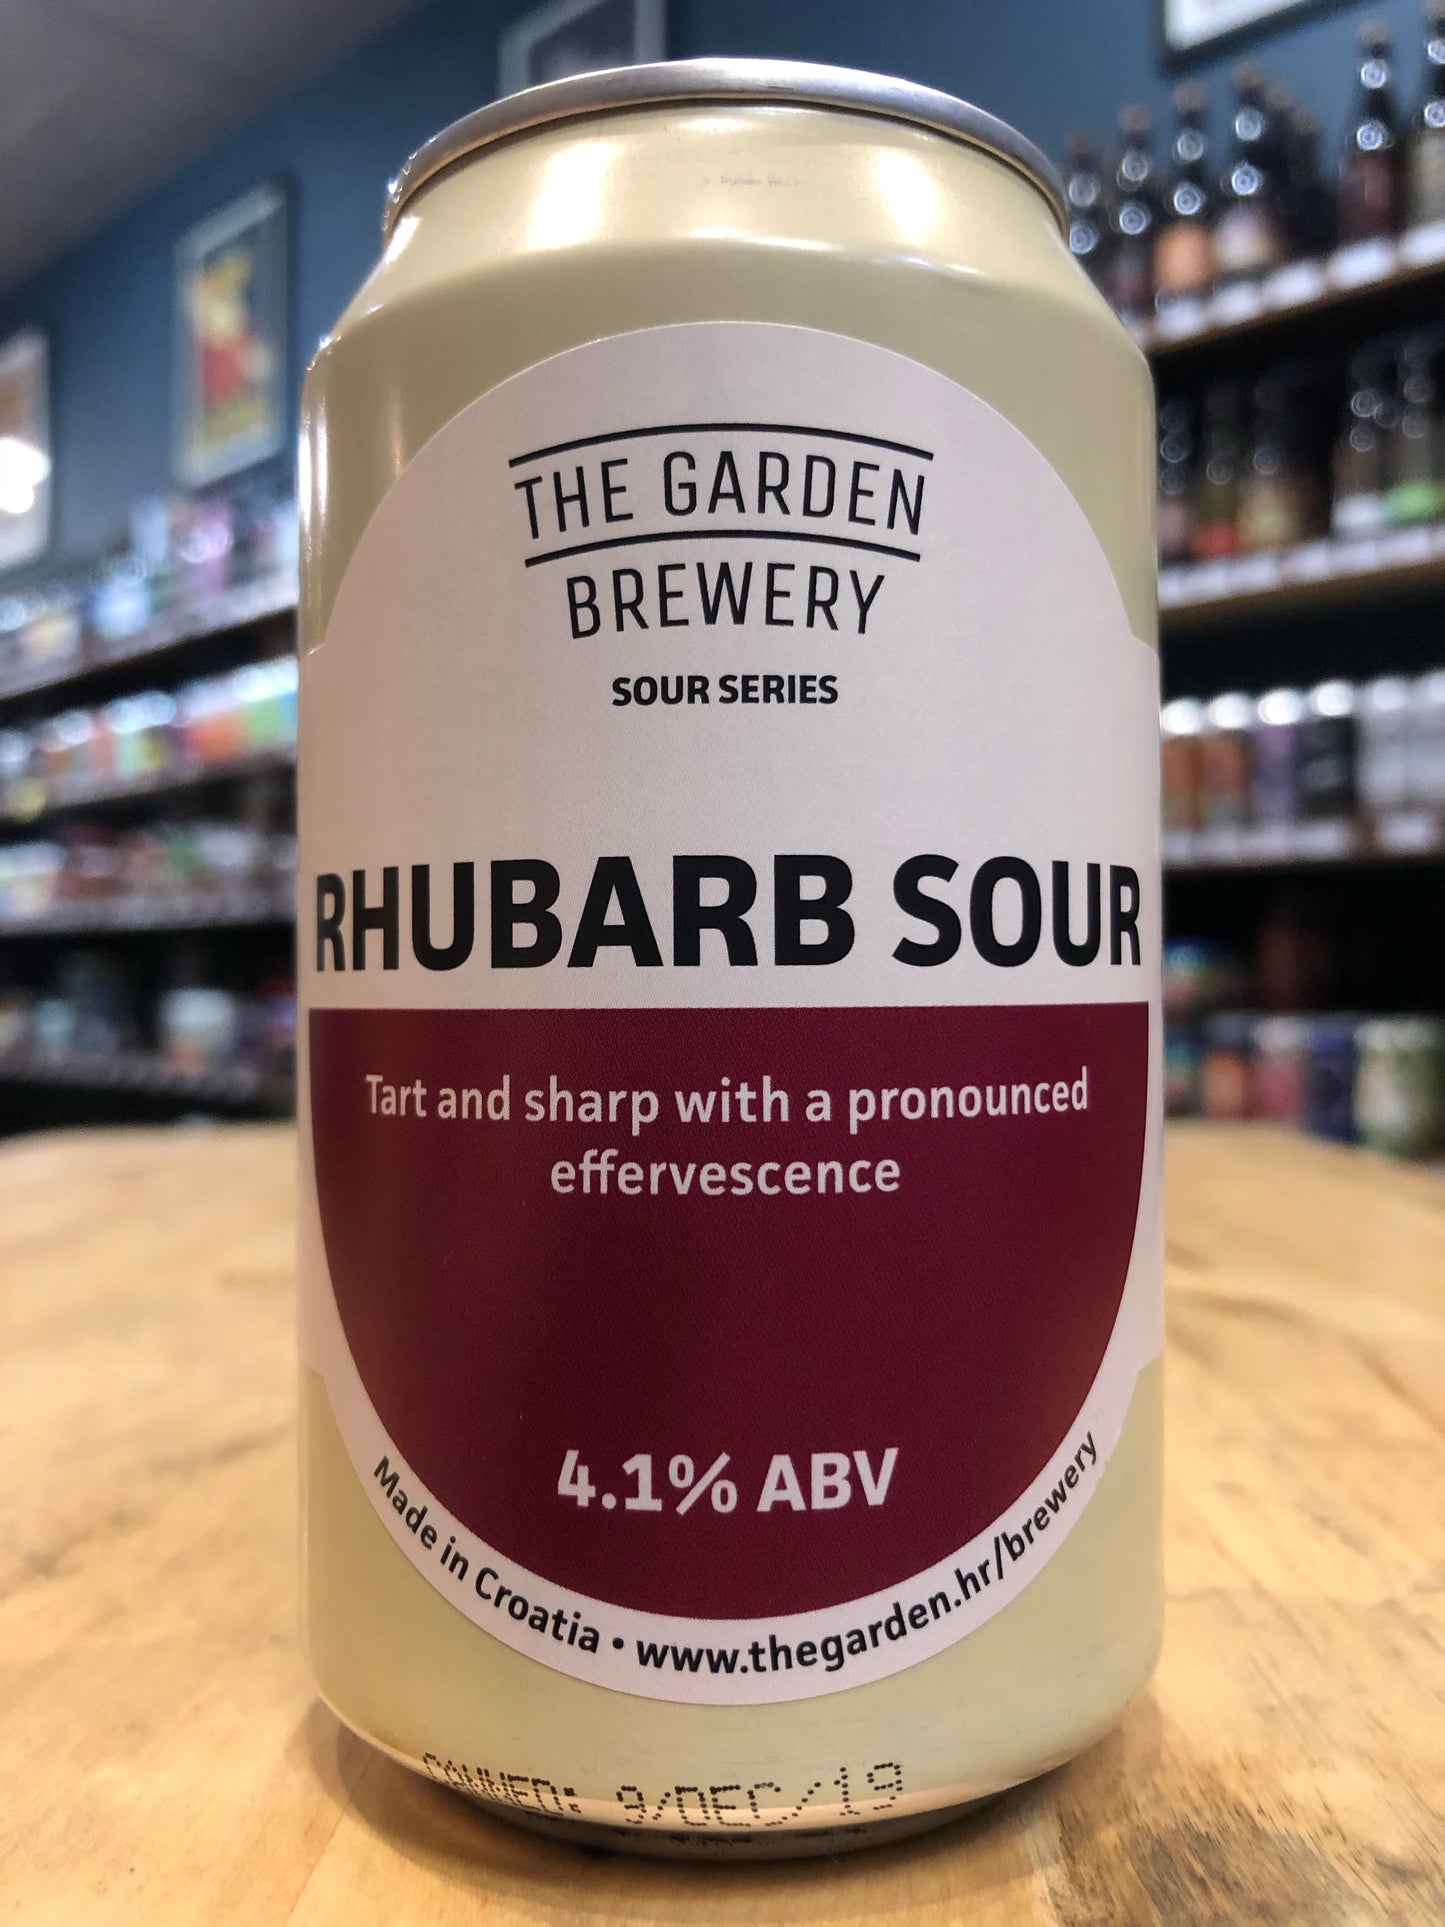 THE GARDEN
BREWERY
SOUR SERIES
RHUBARB SOUR
Tart and sharp with a pronounced
effervescence
4.1% ABV
Made in Croatia • www.thegarden.hr/brewery
CANNED: 9/DEC/19